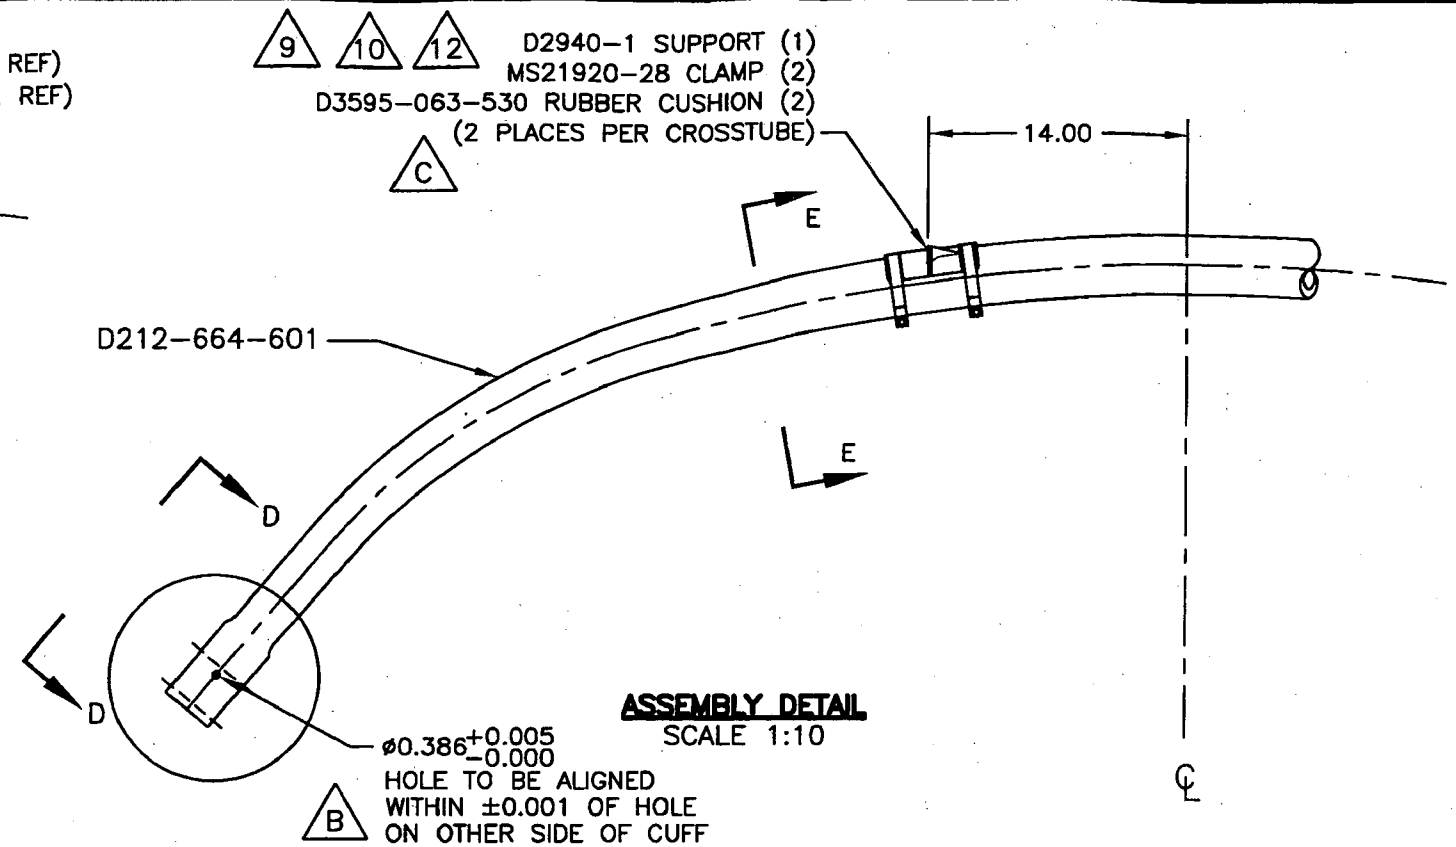 REF)
REF)
9 10 12
D2940-1 SUPPORT (1)
MS21920-28 CLAMP (2)
D3595-063-530 RUBBER CUSHION (2)
(2 PLACES PER CROSSTUBE)
C
14.00
E
D212-664-601
E
D
D
ASSEMBLY DETAIL
SCALE 1:10
⌀0.386+0.005
-0.000
HOLE TO BE ALIGNED
WITHIN ±0.001 OF HOLE
ON OTHER SIDE OF CUFF
B
℄